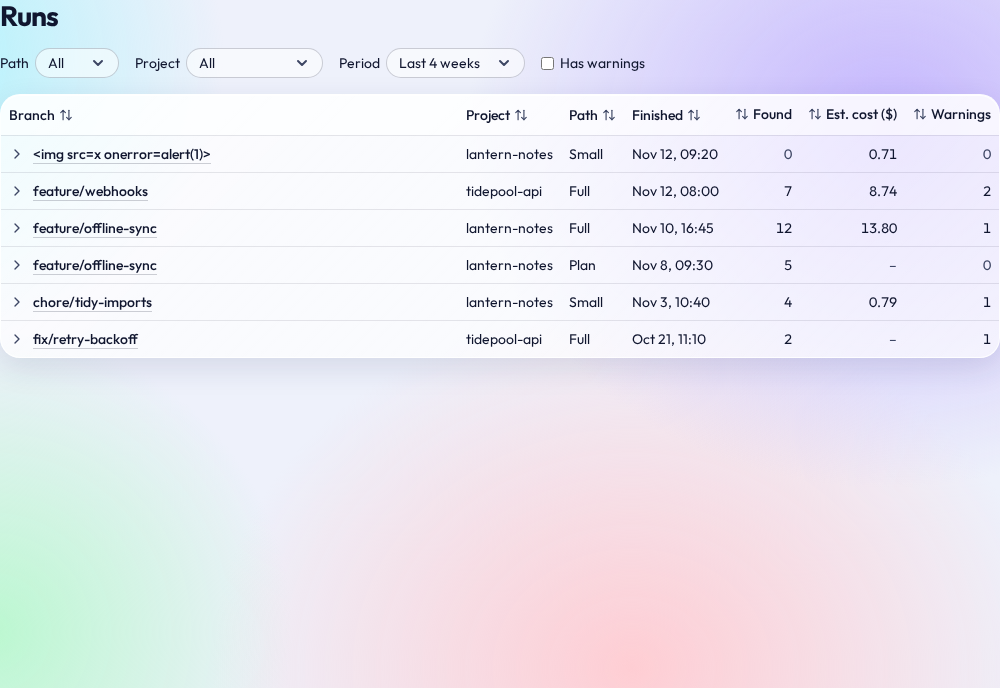 Runs
Path All Project All Period Last 4 weeks Has warnings
Branch Project Path Finished Found Est. cost ($) Warnings
<img src=x onerror=alert(1)> lantern-notes Small Nov 12, 09:20 0 0.71 0
feature/webhooks tidepool-api Full Nov 12, 08:00 7 8.74 2
feature/offline-sync lantern-notes Full Nov 10, 16:45 12 13.80 1
feature/offline-sync lantern-notes Plan Nov 8, 09:30 5 – 0
chore/tidy-imports lantern-notes Small Nov 3, 10:40 4 0.79 1
fix/retry-backoff tidepool-api Full Oct 21, 11:10 2 – 1